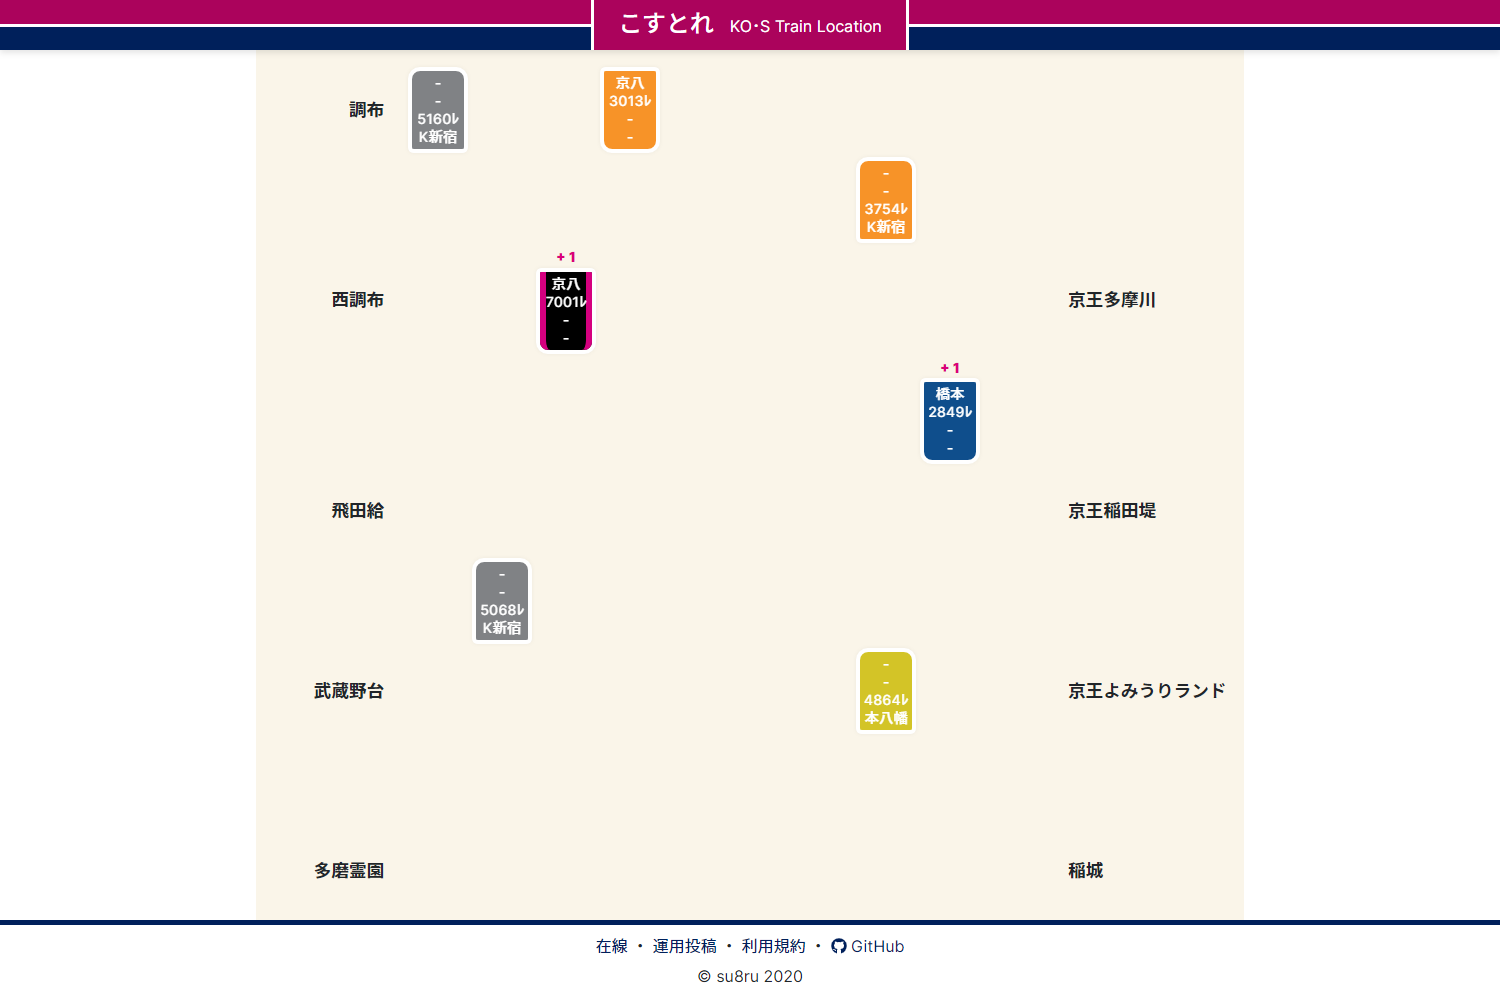 こすとれ KO･S Train Location
調布
-
-
5160ﾚ
K新宿
京八
3013ﾚ
-
-
-
-
3754ﾚ
K新宿
西調布
+ 1
京八
7001ﾚ
-
-
京王多摩川
+ 1
橋本
2849ﾚ
-
-
飛田給
京王稲田堤
-
-
5068ﾚ
K新宿
武蔵野台
-
-
4864ﾚ
本八幡
京王よみうりランド
多磨霊園
稲城
在線 ・ 運用投稿 ・ 利用規約 ・ GitHub
© su8ru 2020